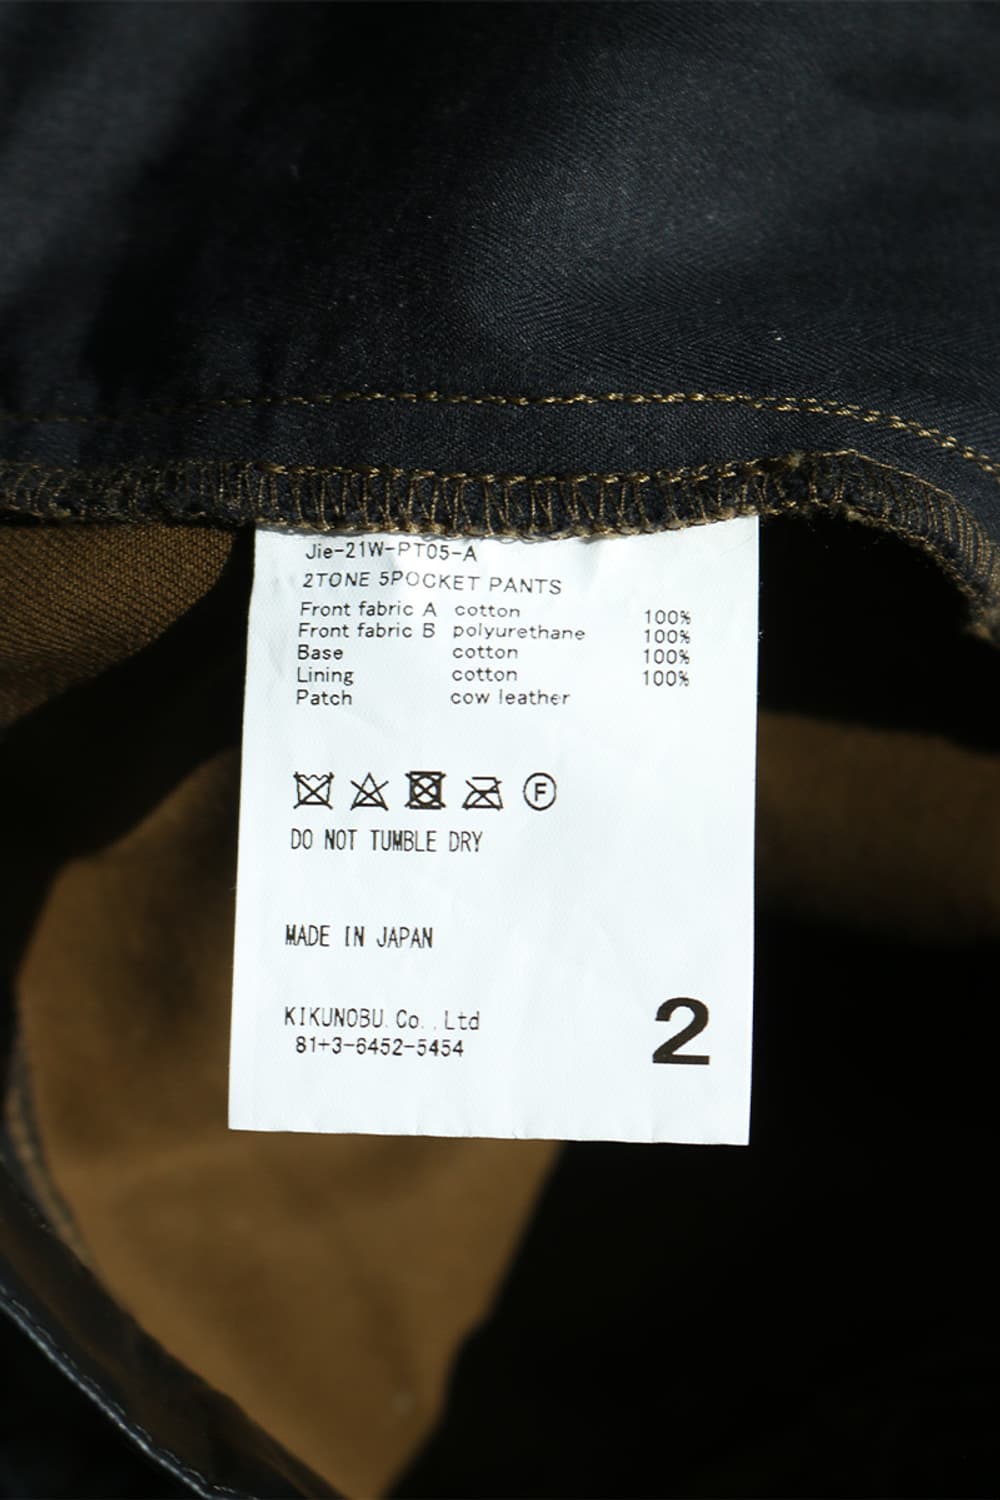 Jie-21W-PT05-A
2TONE 5POCKET PANTS
Front fabric A cotton 100%
Front fabric B polyurethane 100%
Base cotton 100%
Lining cotton 100%
Patch cow leather
F
DO NOT TUMBLE DRY
MADE IN JAPAN
KIKUNOBU.Co.,Ltd
81+3-6452-5454
2